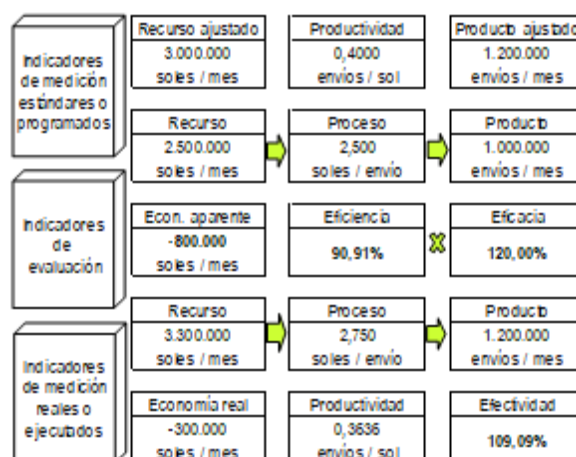 Indicadores
de medición
estándares o
programados
Recurso ajustado
3.000.000
soles / mes
Productividad
0,4000
envíos / sol
Producto ajustado
1.200.000
envíos / mes
Recurso
2.500.000
soles / mes
Proceso
2,500
soles / envío
Producto
1.000.000
envíos / mes
Indicadores
de
evaluación
Econ. aparente
-800.000
soles / mes
Eficiencia
90,91%
Eficacia
120,00%
Indicadores
de medición
reales o
ejecutados
Recurso
3.300.000
soles / mes
Proceso
2,750
soles / envío
Producto
1.200.000
envíos / mes
Economía real
-300.000
soles / mes
Productividad
0,3636
envíos / sol
Efectividad
109,09%